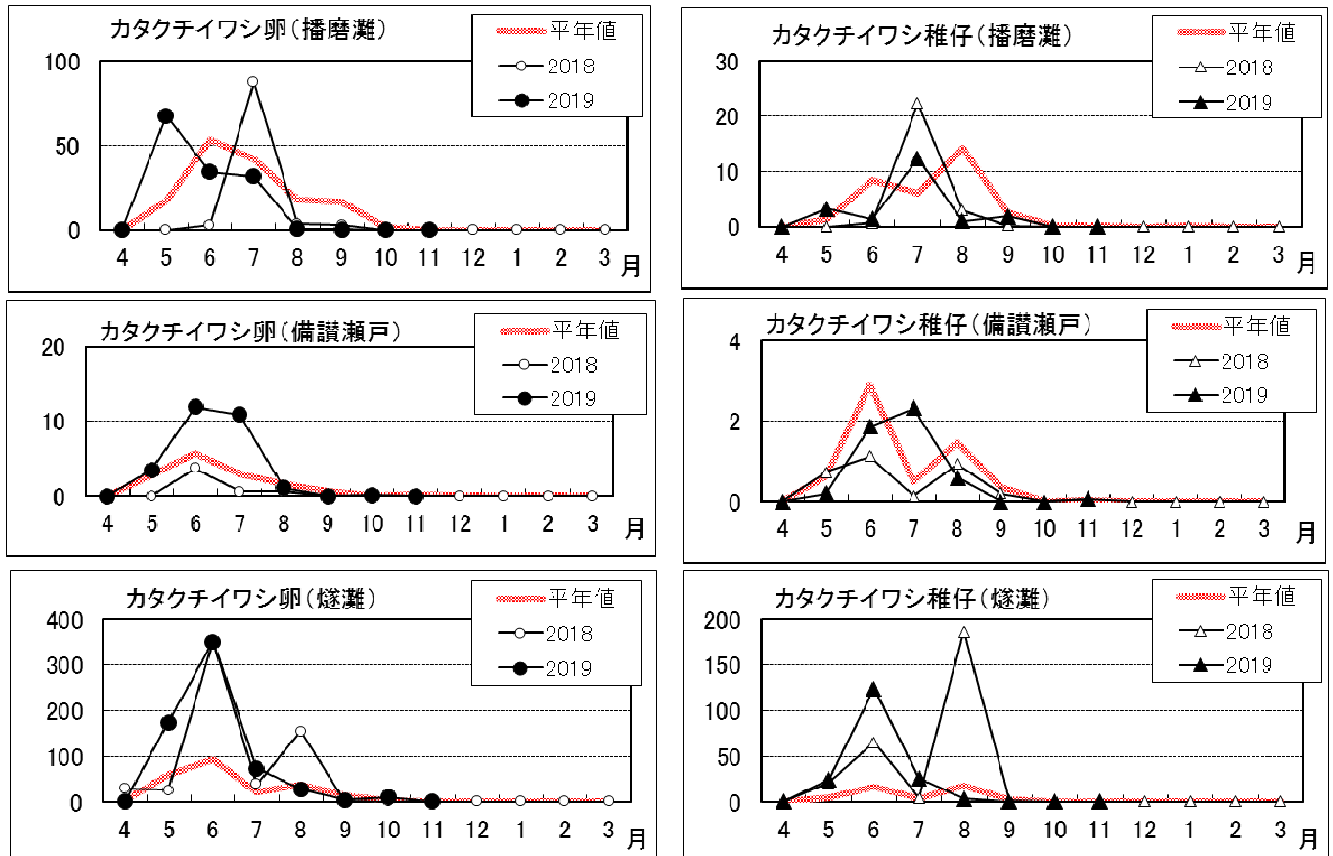 カタクチイワシ卵（播磨灘）
平年値
2018
2019
100
50
0
4 5 6 7 8 9 10 11 12 1 2 3 月
カタクチイワシ稚仔（播磨灘）
平年値
2018
2019
30
20
10
0
4 5 6 7 8 9 10 11 12 1 2 3 月
カタクチイワシ卵（備讃瀬戸）
平年値
2018
2019
20
10
0
4 5 6 7 8 9 10 11 12 1 2 3 月
カタクチイワシ稚仔（備讃瀬戸）
平年値
2018
2019
4
2
0
4 5 6 7 8 9 10 11 12 1 2 3 月
カタクチイワシ卵（燧灘）
平年値
2018
2019
400
300
200
100
0
4 5 6 7 8 9 10 11 12 1 2 3 月
カタクチイワシ稚仔（燧灘）
平年値
2018
2019
200
150
100
50
0
4 5 6 7 8 9 10 11 12 1 2 3 月